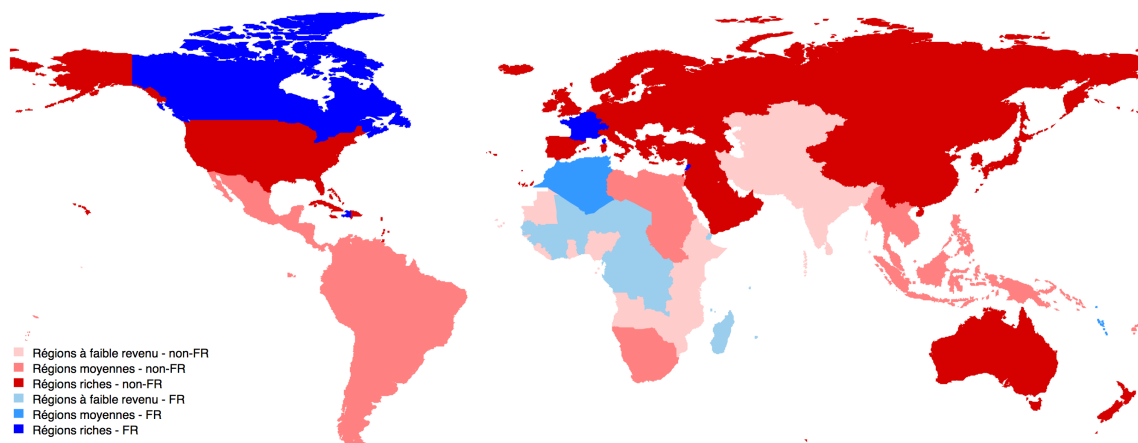 Régions à faible revenu - non-FR
Régions moyennes - non-FR
Régions riches - non-FR
Régions à faible revenu - FR
Régions moyennes - FR
Régions riches - FR